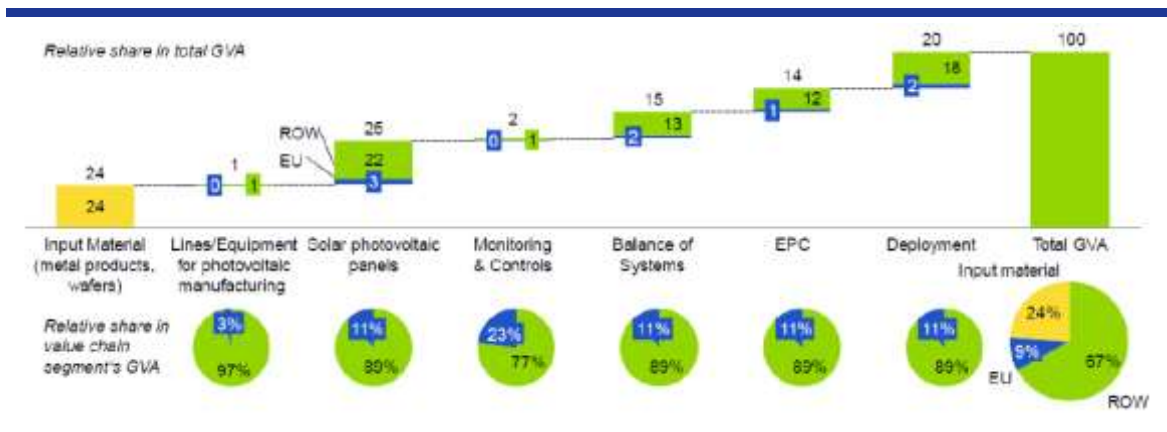 Relative share in total GVA
24
24
1
0
1
ROW
EU
25
22
3
2
0
1
15
2
13
14
1
12
20
2
18
100
Input Material
(metal products,
wafers)
Lines/Equipment
for photovoltaic
manufacturing
Solar photovoltaic
panels
Monitoring
& Controls
Balance of
Systems
EPC
Deployment
Total GVA
Input material
Relative share in
value chain
segment's GVA
3%
97%
11%
89%
23%
77%
11%
89%
11%
89%
11%
89%
24%
9%
67%
EU
ROW